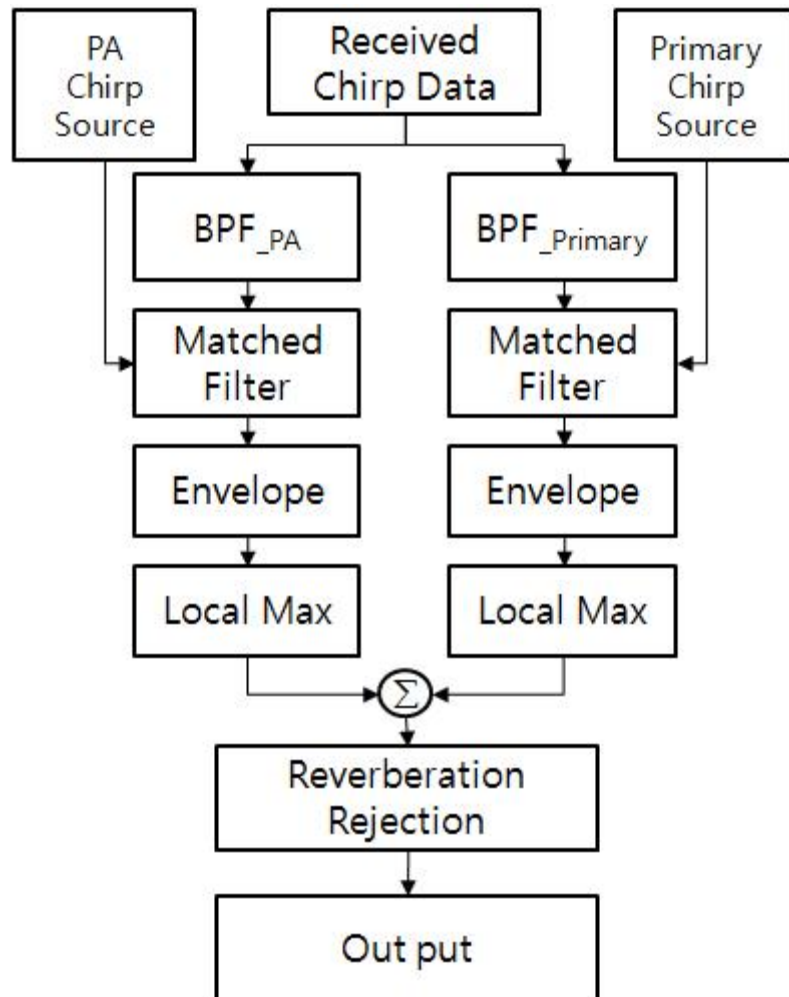 PA
Chirp
Source
Received
Chirp Data
Primary
Chirp
Source
BPF_PA
BPF_Primary
Matched
Filter
Matched
Filter
Envelope
Envelope
Local Max
Local Max
Σ
Reverberation
Rejection
Out put